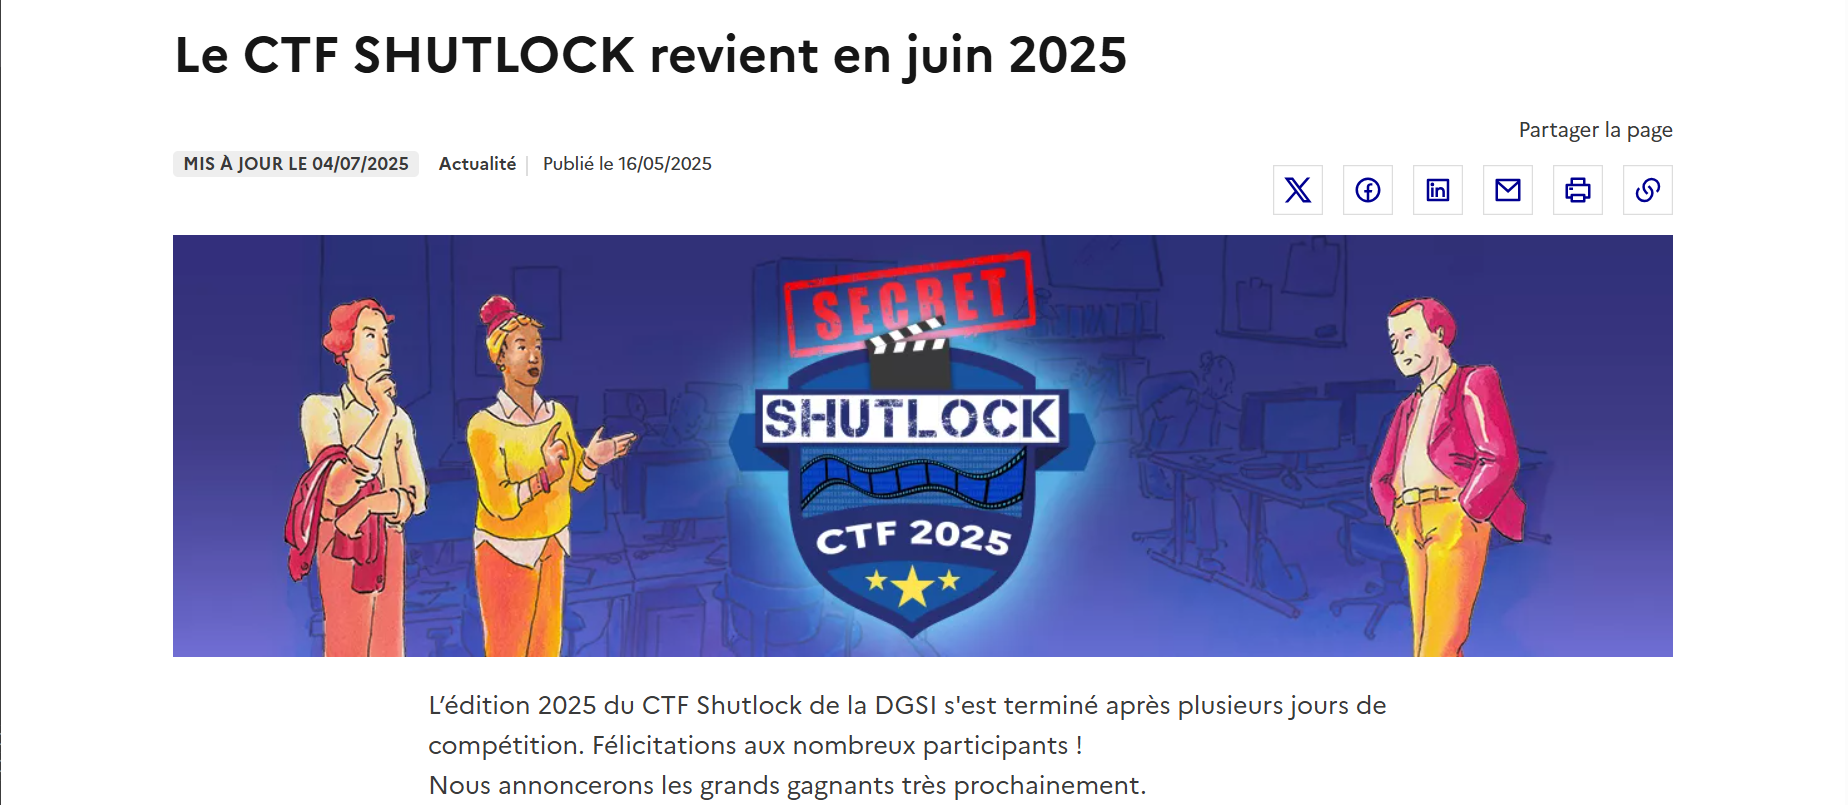 Le CTF SHUTLOCK revient en juin 2025
Partager la page
MIS À JOUR LE 04/07/2025 Actualité Publié le 16/05/2025
SECRET
SHUTLOCK
CTF 2025
L’édition 2025 du CTF Shutlock de la DGSI s'est terminé après plusieurs jours de
compétition. Félicitations aux nombreux participants !
Nous annoncerons les grands gagnants très prochainement.